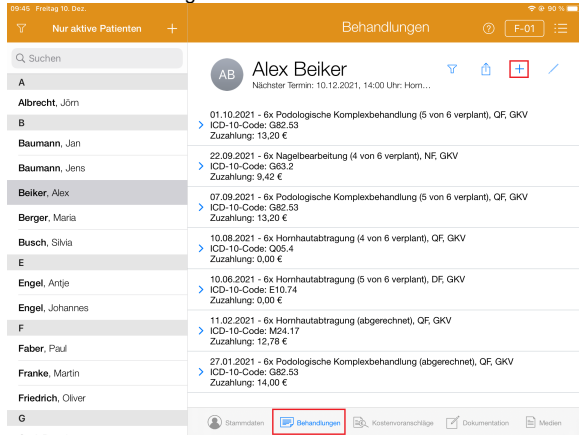 09:45 Freitag 10. Dez.
90 %
Nur aktive Patienten
Behandlungen
F-01
Suchen
A
Albrecht, Jörn
B
Baumann, Jan
Baumann, Jens
Beiker, Alex
Berger, Maria
Busch, Silvia
E
Engel, Antje
Engel, Johannes
F
Faber, Paul
Franke, Martin
Friedrich, Oliver
G
AB
Alex Beiker
Nächster Termin: 10.12.2021, 14:00 Uhr: Horn...
01.10.2021 - 6x Podologische Komplexbehandlung (5 von 6 verplant), QF, GKV
ICD-10-Code: G82.53
Zuzahlung: 13,20 €
22.09.2021 - 6x Nagelbearbeitung (4 von 6 verplant), NF, GKV
ICD-10-Code: G63.2
Zuzahlung: 9,42 €
07.09.2021 - 6x Podologische Komplexbehandlung (5 von 6 verplant), QF, GKV
ICD-10-Code: G82.53
Zuzahlung: 13,20 €
10.08.2021 - 6x Hornhautabtragung (4 von 6 verplant), QF, GKV
ICD-10-Code: Q05.4
Zuzahlung: 0,00 €
10.06.2021 - 6x Hornhautabtragung (5 von 6 verplant), DF, GKV
ICD-10-Code: E10.74
Zuzahlung: 0,00 €
11.02.2021 - 6x Hornhautabtragung (abgerechnet), QF, GKV
ICD-10-Code: M24.17
Zuzahlung: 12,78 €
27.01.2021 - 6x Podologische Komplexbehandlung (abgerechnet), QF, GKV
ICD-10-Code: G82.53
Zuzahlung: 14,00 €
Stammdaten
Behandlungen
Kostenvoranschläge
Dokumentation
Medien